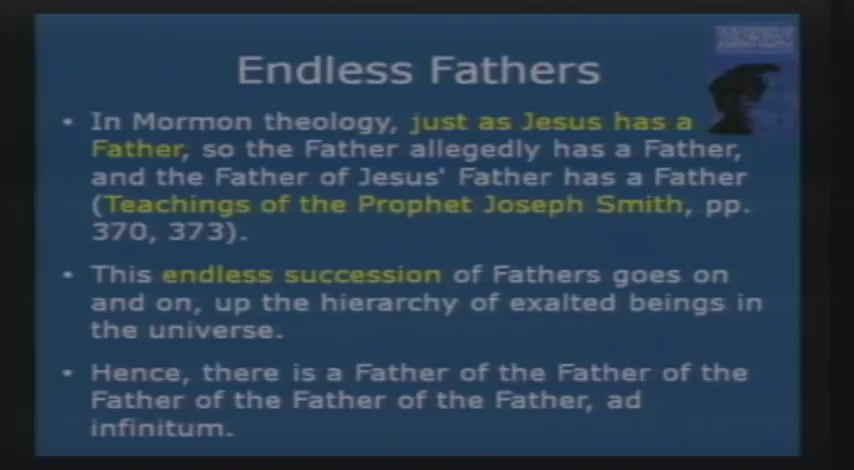 Endless Fathers
• In Mormon theology, just as Jesus has a
Father, so the Father allegedly has a Father,
and the Father of Jesus' Father has a Father
(Teachings of the Prophet Joseph Smith, pp.
370, 373).
• This endless succession of Fathers goes on
and on, up the hierarchy of exalted beings in
the universe.
• Hence, there is a Father of the Father of the
Father of the Father of the Father, ad
infinitum.